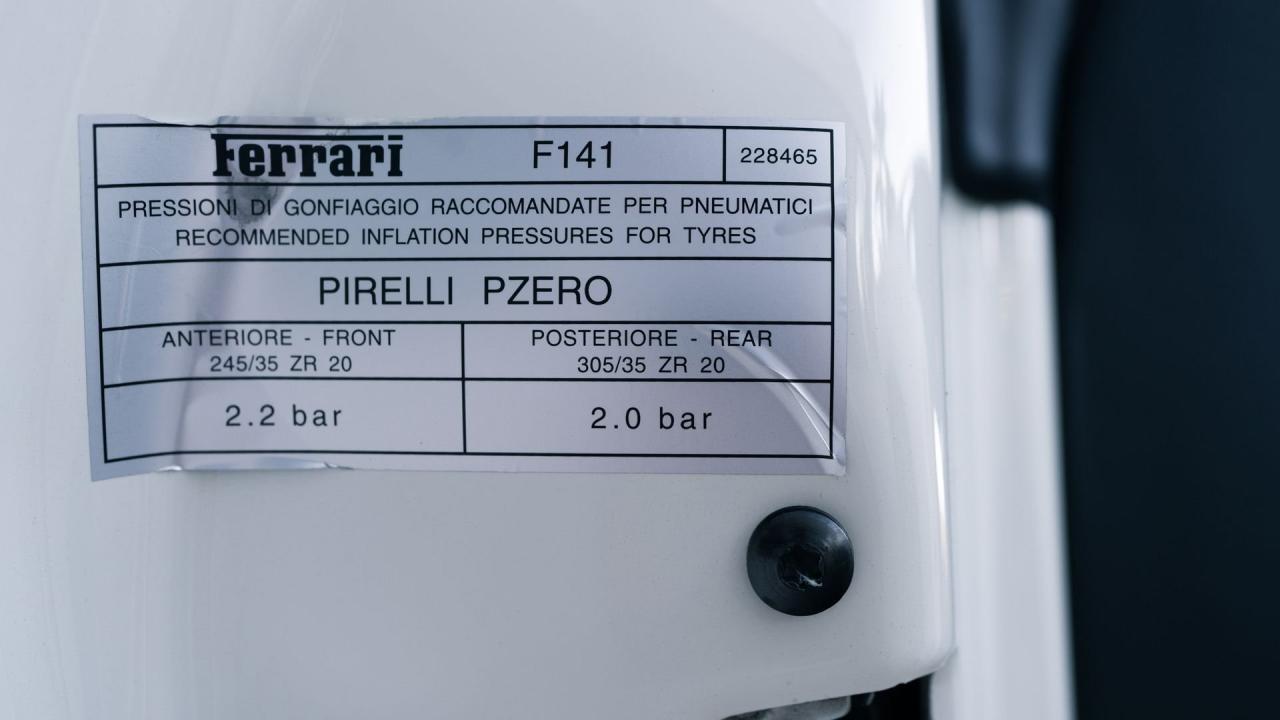 Ferrari F141 228465
PRESSIONI DI GONFIAGGIO RACCOMANDATE PER PNEUMATICI
RECOMMENDED INFLATION PRESSURES FOR TYRES
PIRELLI PZERO
ANTERIORE - FRONT
245/35 ZR 20
POSTERIORE - REAR
305/35 ZR 20
2.2 bar
2.0 bar